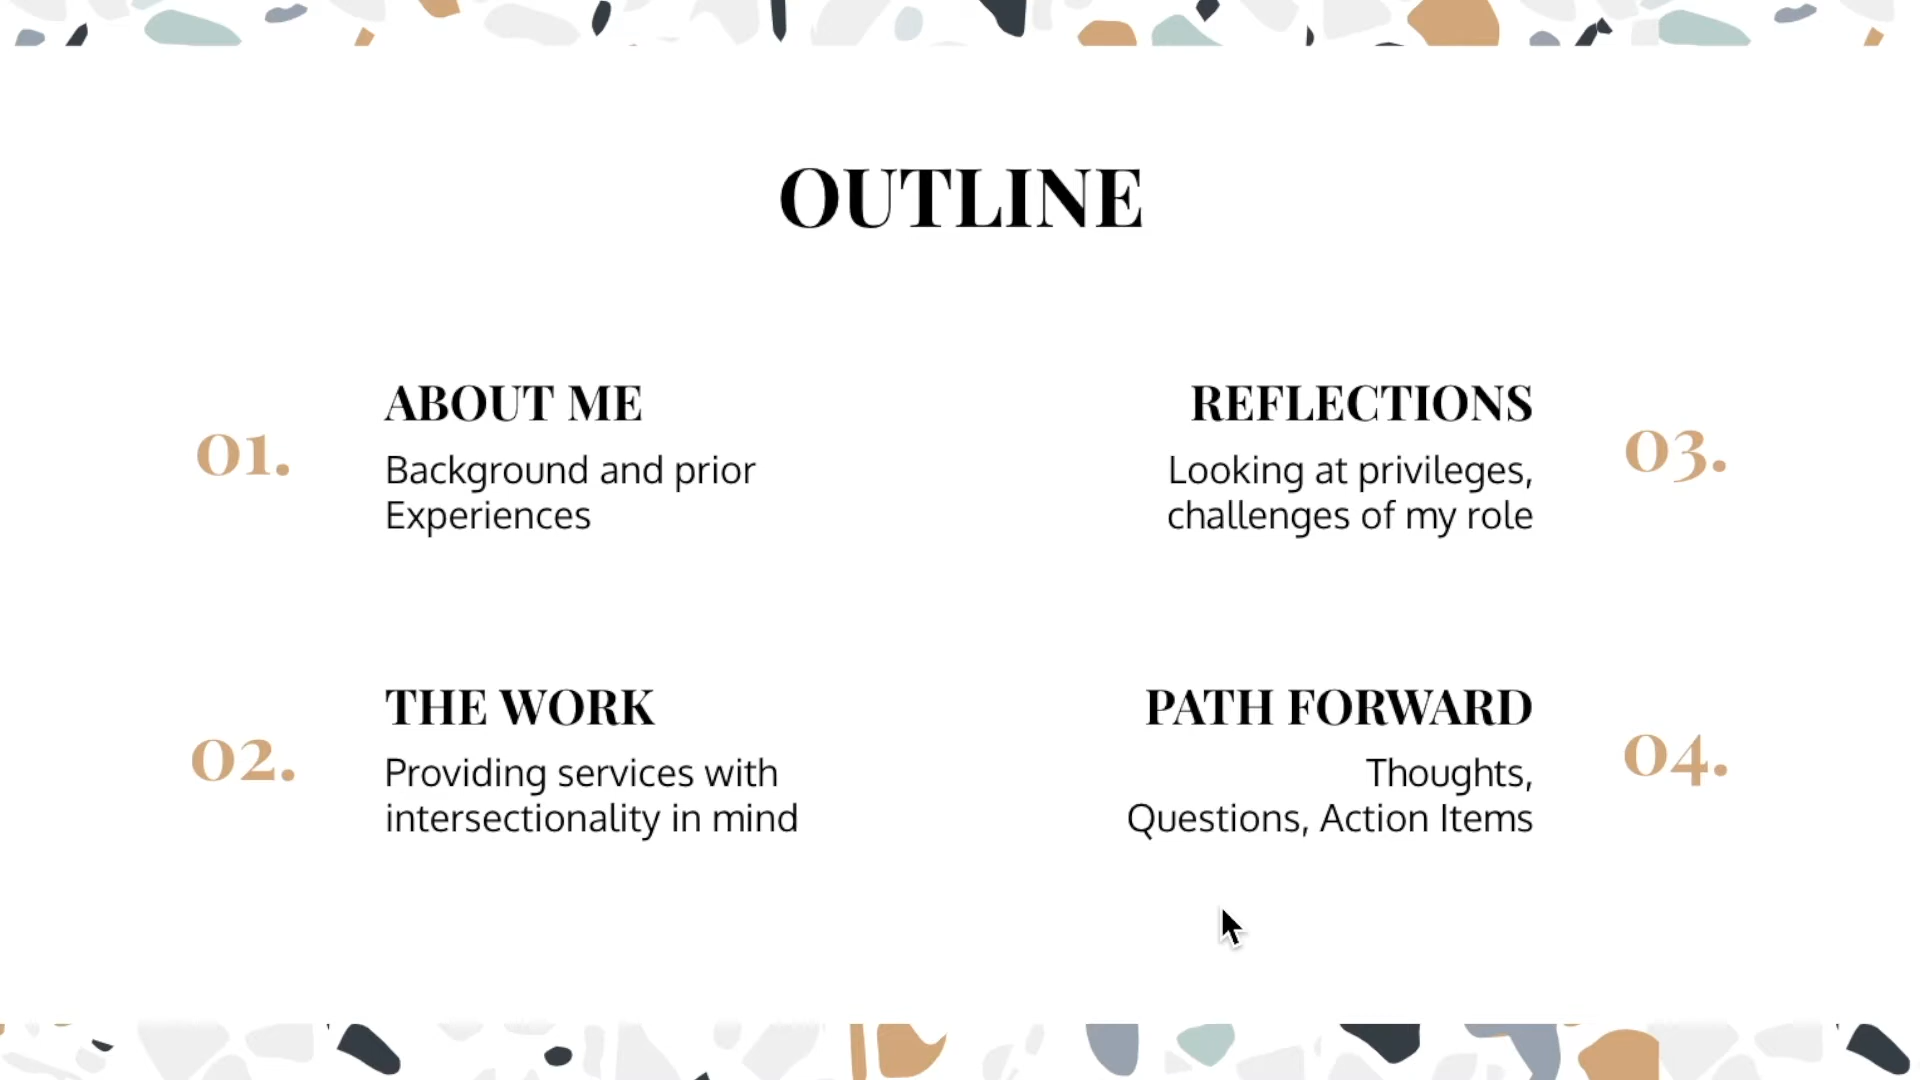 OUTLINE
01.
ABOUT ME
Background and prior
Experiences
02.
THE WORK
Providing services with
intersectionality in mind
REFLECTIONS
Looking at privileges,
challenges of my role
03.
PATH FORWARD
Thoughts,
Questions, Action Items
04.